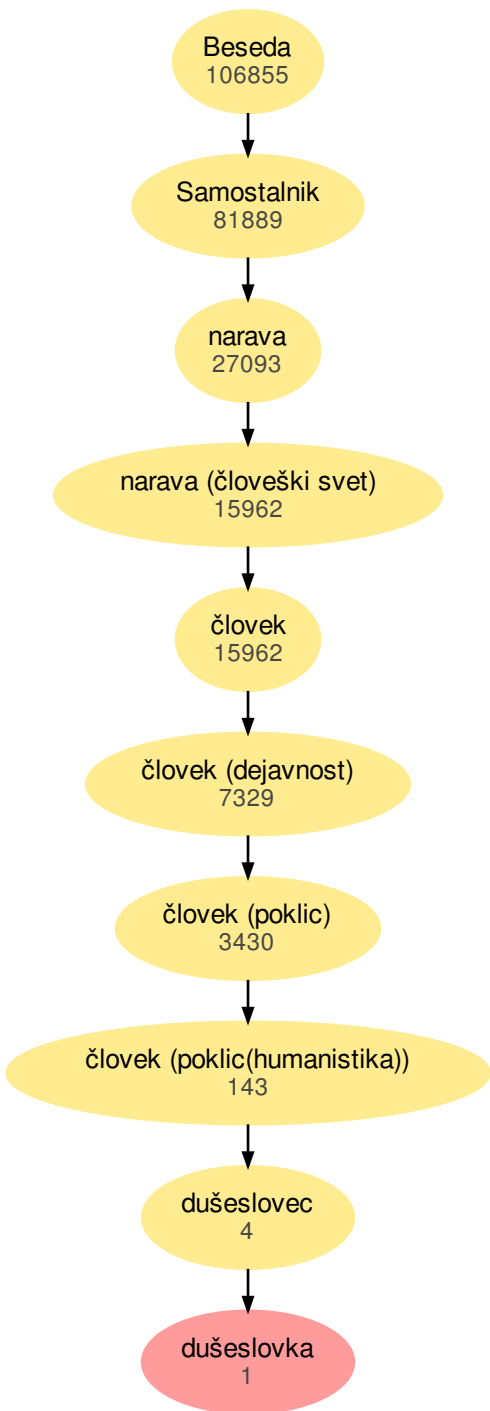 Beseda
106855
Samostalnik
81889
narava
27093
narava (človeški svet)
15962
človek
15962
človek (dejavnost)
7329
človek (poklic)
3430
človek (poklic(humanistika))
143
dušeslovec
4
dušeslovka
1